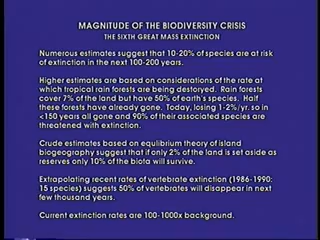 MAGNITUDE OF THE BIODIVERSITY CRISIS
THE SIXTH GREAT MASS EXTINCTION
Numerous estimates suggest that 10-20% of species are at risk
of extinction in the next 100-200 years.
Higher estimates are based on considerations of the rate at
which tropical rain forests are being destoryed. Rain forests
cover 7% of the land but have 50% of earth's species. Half
these forests have already gone. Today, losing 1-2%/yr. so in
<150 years all gone and 90% of their associated species are
threatened with extinction.
Crude estimates based on equlibrium theory of island
biogeography suggest that if only 2% of the land is set aside as
reserves only 10% of the biota will survive.
Extrapolating recent rates of vertebrate extinction (1986-1990:
15 species) suggests 50% of vertebrates will disappear in next
few thousand years.
Current extinction rates are 100-1000x background.